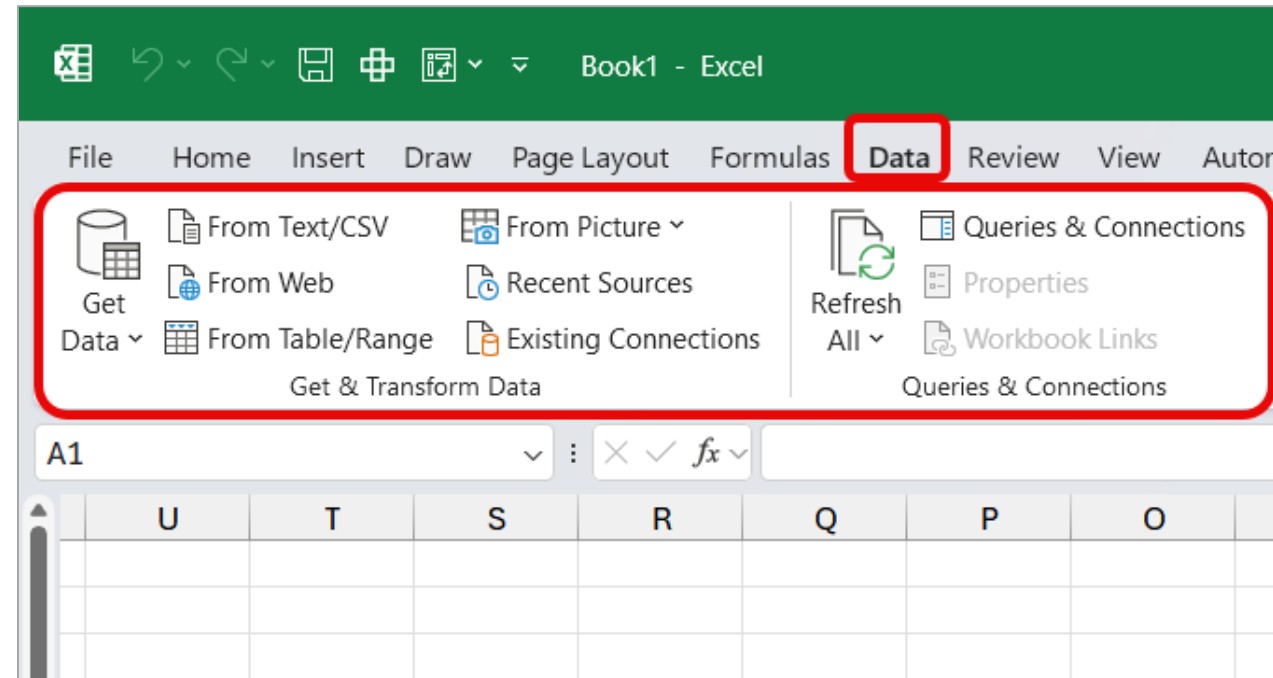 Book1 - Excel
File Home Insert Draw Page Layout Formulas Data Review View Autor
From Text/CSV From Picture Queries & Connections
From Web Recent Sources Properties
Get Data From Table/Range Existing Connections Refresh All Workbook Links
Get & Transform Data Queries & Connections
A1 fx
U T S R Q P O